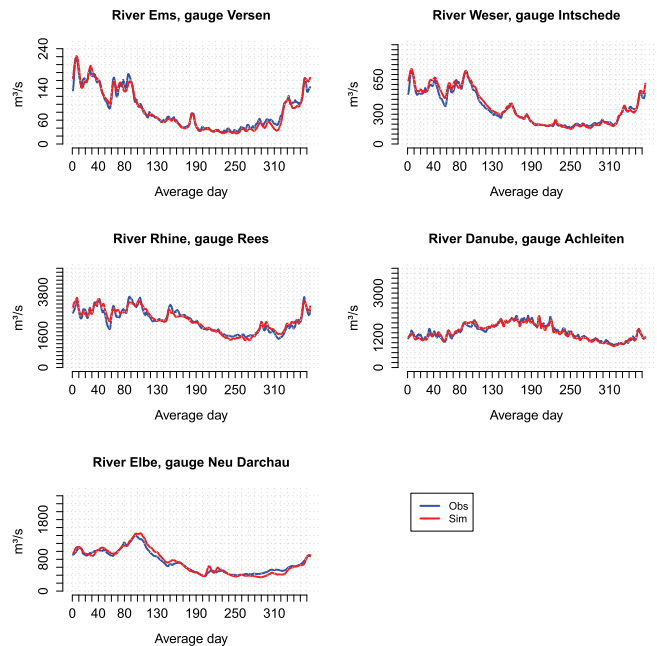 River Ems, gauge Versen
m³/s
0 60 140 240
0 40 80 130 190 250 310
Average day
River Weser, gauge Intschede
m³/s
0 300 650
0 40 80 130 190 250 310
Average day
River Rhine, gauge Rees
m³/s
0 1600 3800
0 40 80 130 190 250 310
Average day
River Danube, gauge Achleiten
m³/s
0 1200 3000
0 40 80 130 190 250 310
Average day
River Elbe, gauge Neu Darchau
m³/s
0 800 1800
0 40 80 130 190 250 310
Average day
Obs
Sim